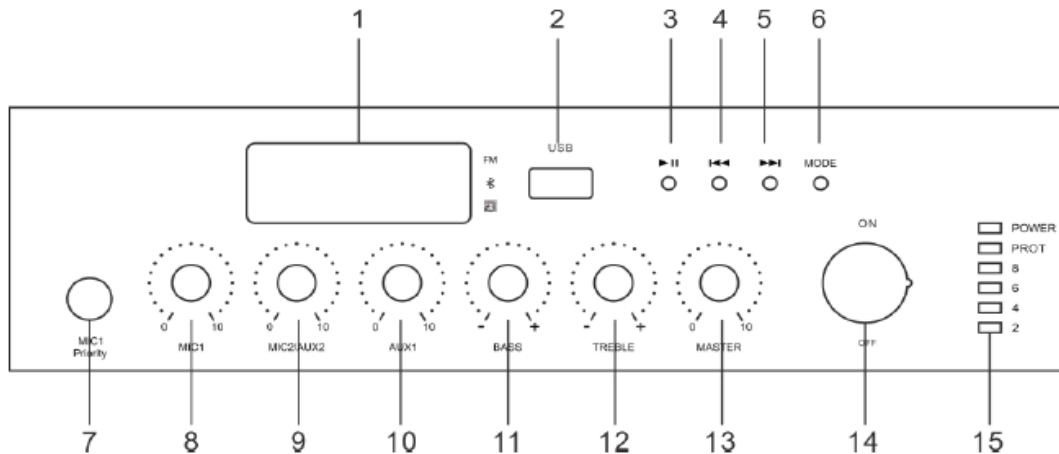 1 2 3 4 5 6
USB
FM
MODE
ON
POWER
PROT
8
6
4
2
0 10 0 10 0 10 - + - + 0 10
MIC1 Priority
MIC1 MIC2/AUX2 AUX1 BASS TREBLE MASTER
OFF
7 8 9 10 11 12 13 14 15